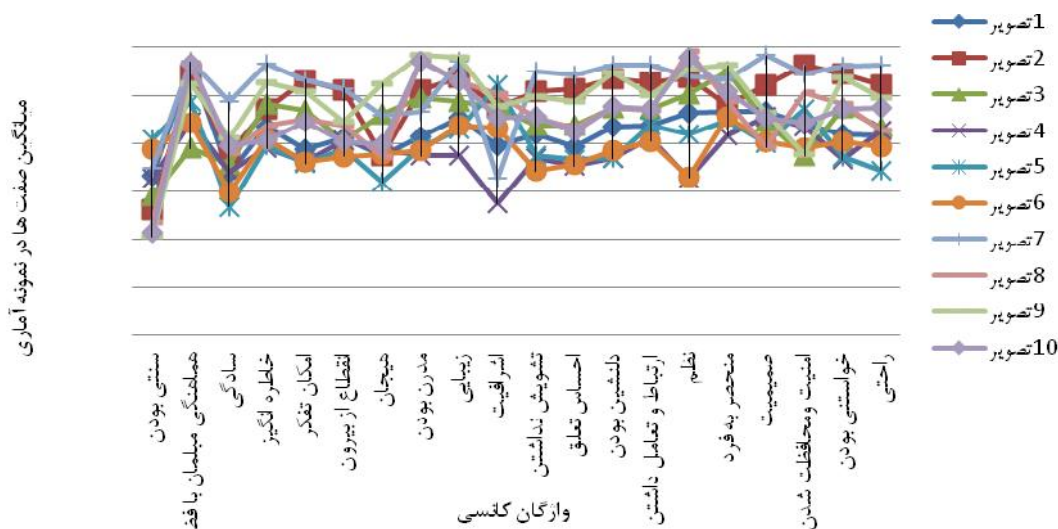 میانگین صفت ها در نمونه آماری
سنتی بودن
هماهنگی مبلمان با فض
سادگی
خاطره انگیز
امکان تفکر
انقطاع از بیرون
هیجان
مدرن بودن
زیبایی
اشرافیت
تشویش نداشتن
احساس تعلق
دلنشین بودن
ارتباط و تعامل داشتن
نظم
منحصر به فرد
صمیمیت
امنیت ومحافظت شدن
خواستنی بودن
راحتی
واژگان کانسی
تصویر1
تصویر2
تصویر3
تصویر4
تصویر5
تصویر6
تصویر7
تصویر8
تصویر9
تصویر10